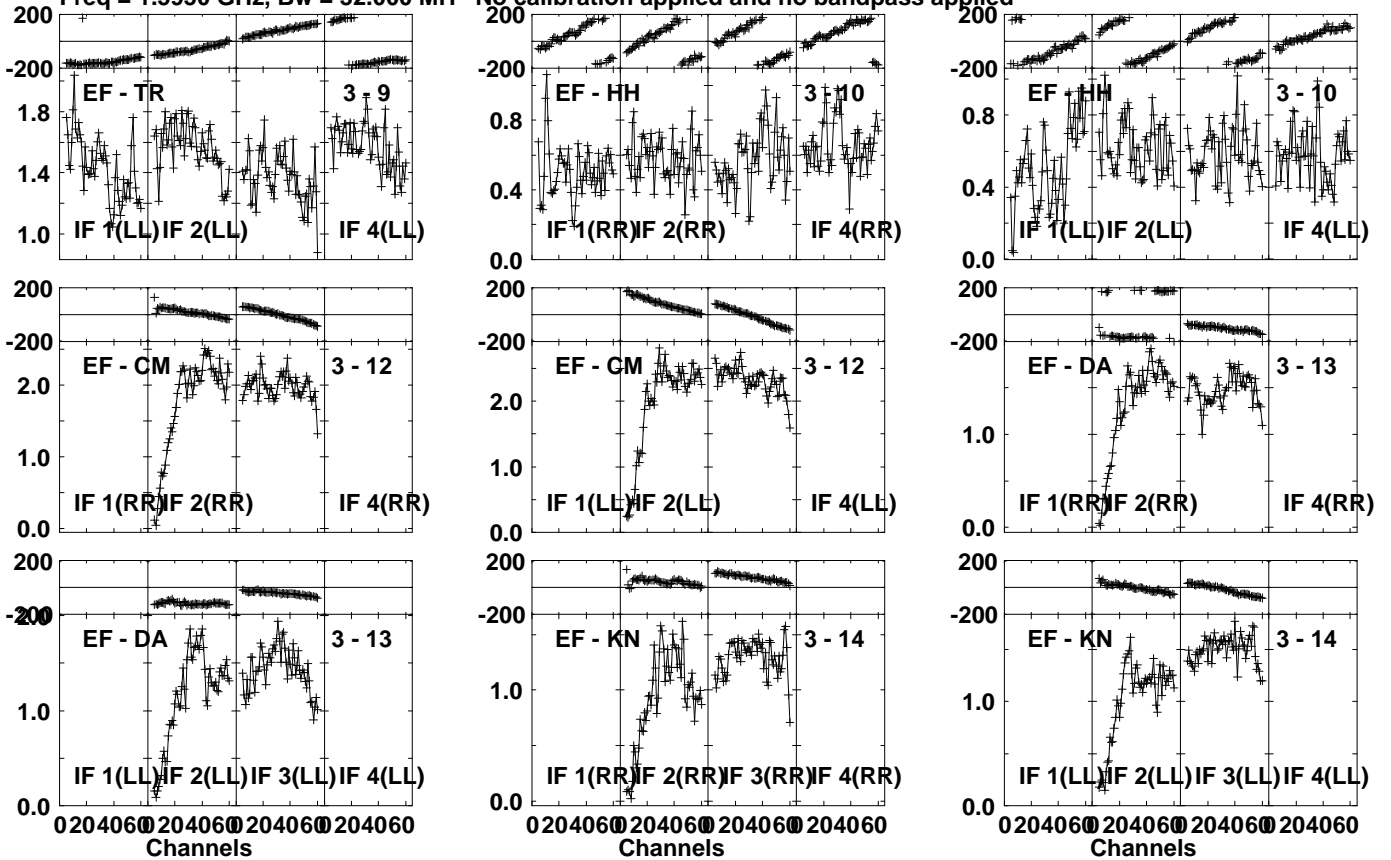 Freq = GHz, Bw = 32.000 MH No calibration applied and no bandpass applied
200
-200
1.8
1.4
1.0
EF - TR
3 - 9
IF 1(LL)
IF 2(LL)
IF 4(LL)
0.8
0.4
0.0
EF - HH
3 - 10
IF 1(RR)
IF 2(RR)
IF 4(RR)
0.8
0.4
0.0
EF - HH
3 - 10
IF 1(LL)
IF 2(LL)
IF 4(LL)
200
-200
2.0
1.0
0.0
EF - CM
3 - 12
IF 1(RR)
IF 2(RR)
IF 4(RR)
2.0
1.0
0.0
EF - CM
3 - 12
IF 1(LL)
IF 2(LL)
IF 4(LL)
200
-200
1.0
0.0
EF - DA
3 - 13
IF 1(RR)
IF 2(RR)
IF 4(RR)
200
-200
2.0
1.0
0.0
EF - DA
3 - 13
IF 1(LL)
IF 2(LL)
IF 3(LL)
IF 4(LL)
200
-200
1.0
0.0
EF - KN
3 - 14
IF 1(RR)
IF 2(RR)
IF 3(RR)
IF 4(RR)
200
-200
1.0
0.0
EF - KN
3 - 14
IF 1(LL)
IF 2(LL)
IF 3(LL)
IF 4(LL)
0 20 40 60 0 20 40 60 0 20 40 60 0 20 40 60
0 20 40 60 0 20 40 60 0 20 40 60 0 20 40 60
0 20 40 60 0 20 40 60 0 20 40 60 0 20 40 60
Channels
Channels
Channels